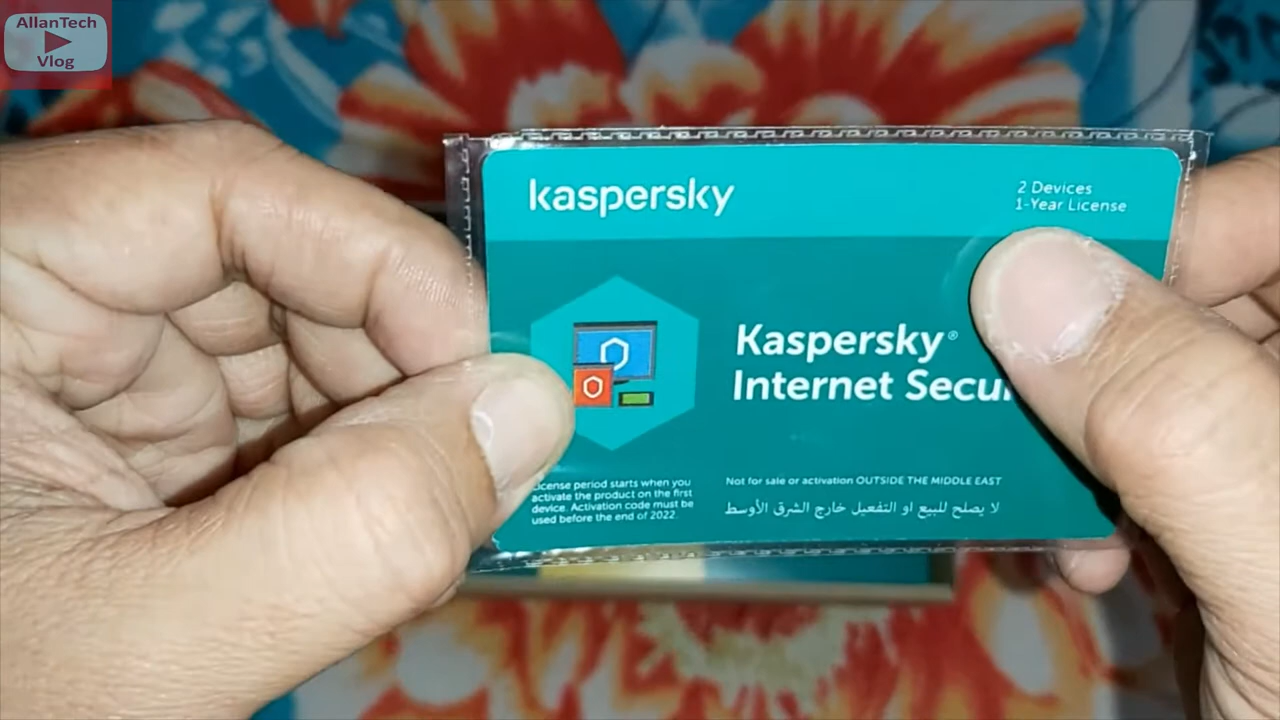 AllanTech
Vlog
kaspersky
2 Devices
1-Year License
Kaspersky®
Internet
License period starts when you
activate the product on the first
device. Activation code must be
used before the end of 2022.
Not for sale or activation OUTSIDE THE MIDDLE EAST
لا يصلح للبيع او التفعيل خارج الشرق الأوسط